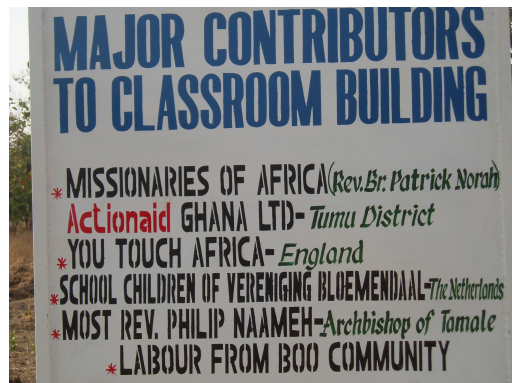 MAJOR CONTRIBUTORS
TO CLASSROOM BUILDING
* MISSIONARIES OF AFRICA (Rev. Br. Patrick Norah)
Actionaid GHANA LTD- Tumu District
* YOU TOUCH AFRICA- England
* SCHOOL CHILDREN OF VERENIGING BLOEMENDAAL- The Netherlands
* MOST REV. PHILIP NAAMEH- Archbishop of Tamale
* LABOUR FROM BOO COMMUNITY